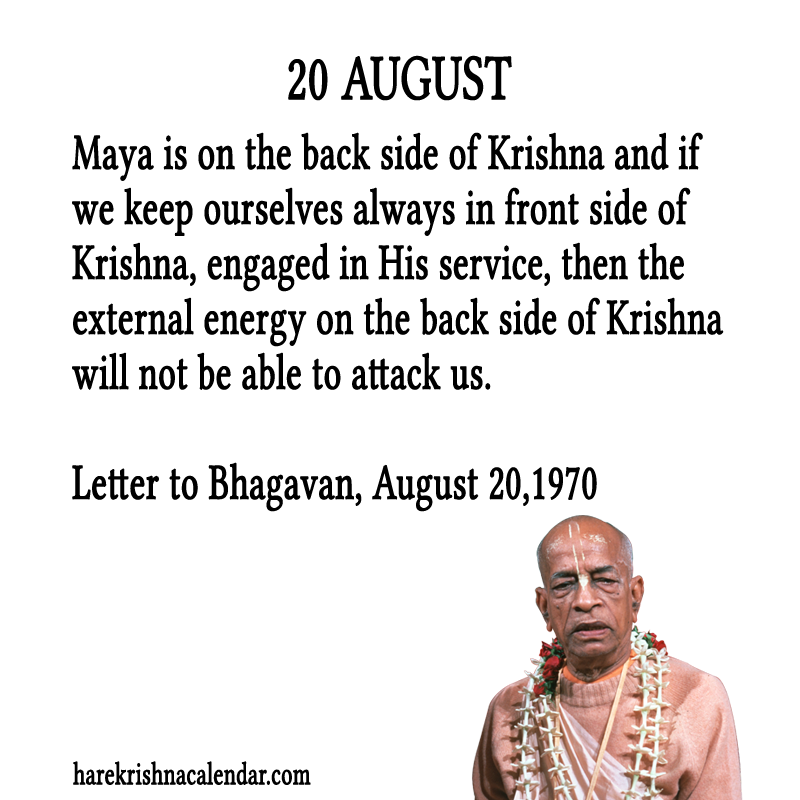 20 AUGUST
Maya is on the back side of Krishna and if
we keep ourselves always in front side of
Krishna, engaged in His service, then the
external energy on the back side of Krishna
will not be able to attack us.
Letter to Bhagavan, August 20,1970
harekrishnacalendar.com